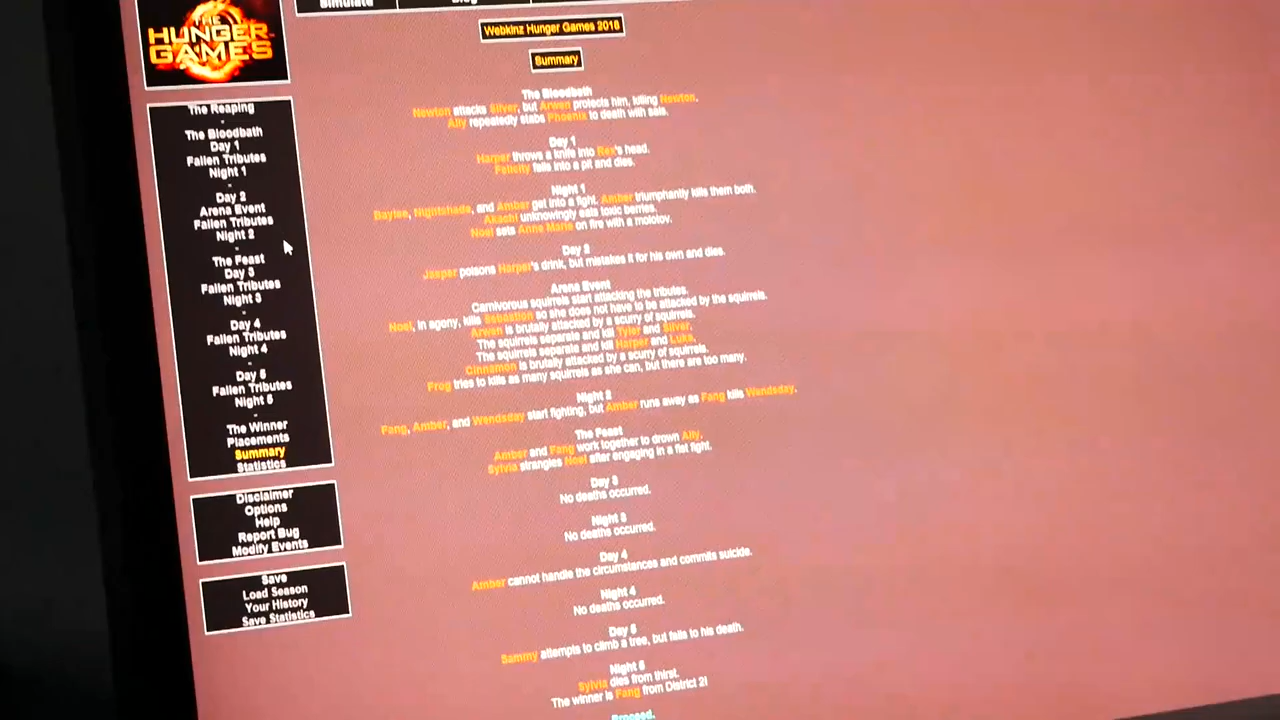 Simulate
Blog
THE
HUNGER
GAMES
Webkinz Hunger Games 2018
Summary
The Reaping
-
The Bloodbath
Day 1
Fallen Tributes
Night 1
-
Day 2
Arena Event
Fallen Tributes
Night 2
-
The Feast
Day 3
Fallen Tributes
Night 3
-
Day 4
Fallen Tributes
Night 4
-
Day 5
Fallen Tributes
Night 5
-
The Winner
Placements
Summary
Statistics
Disclaimer
Options
Help
Report Bug
Modify Events
Save
Load Season
Your History
Save Statistics
The Bloodbath
Newton attacks Silver, but Arwen protects him, killing Newton.
Ally repeatedly stabs Phoenix to death with sais.
Day 1
Harper throws a knife into Rex's head.
Felicity falls into a pit and dies.
Night 1
Baylee, Nightshade, and Amber get into a fight. Amber triumphantly kills them both.
Akachi unknowingly eats toxic berries.
Noel sets Anne Marie on fire with a molotov.
Day 2
Jasper poisons Harper's drink, but mistakes it for his own and dies.
Arena Event
Carnivorous squirrels start attacking the tributes.
Noel, in agony, kills Sebastion so she does not have to be attacked by the squirrels.
Arwen is brutally attacked by a scurry of squirrels.
The squirrels separate and kill Tyler and Silver.
The squirrels separate and kill Harper and Luke.
Cinnamon is brutally attacked by a scurry of squirrels.
Frog tries to kills as many squirrels as she can, but there are too many.
Night 2
Fang, Amber, and Wendsday start fighting, but Amber runs away as Fang kills Wendsday.
The Feast
Amber and Fang work together to drown Ally.
Sylvia strangles Noel after engaging in a fist fight.
Day 3
No deaths occurred.
Night 3
No deaths occurred.
Day 4
Amber cannot handle the circumstances and commits suicide.
Night 4
No deaths occurred.
Day 5
Sammy attempts to climb a tree, but falls to his death.
Night 5
Sylvia dies from thirst.
The winner is Fang from District 2!
Proceed.